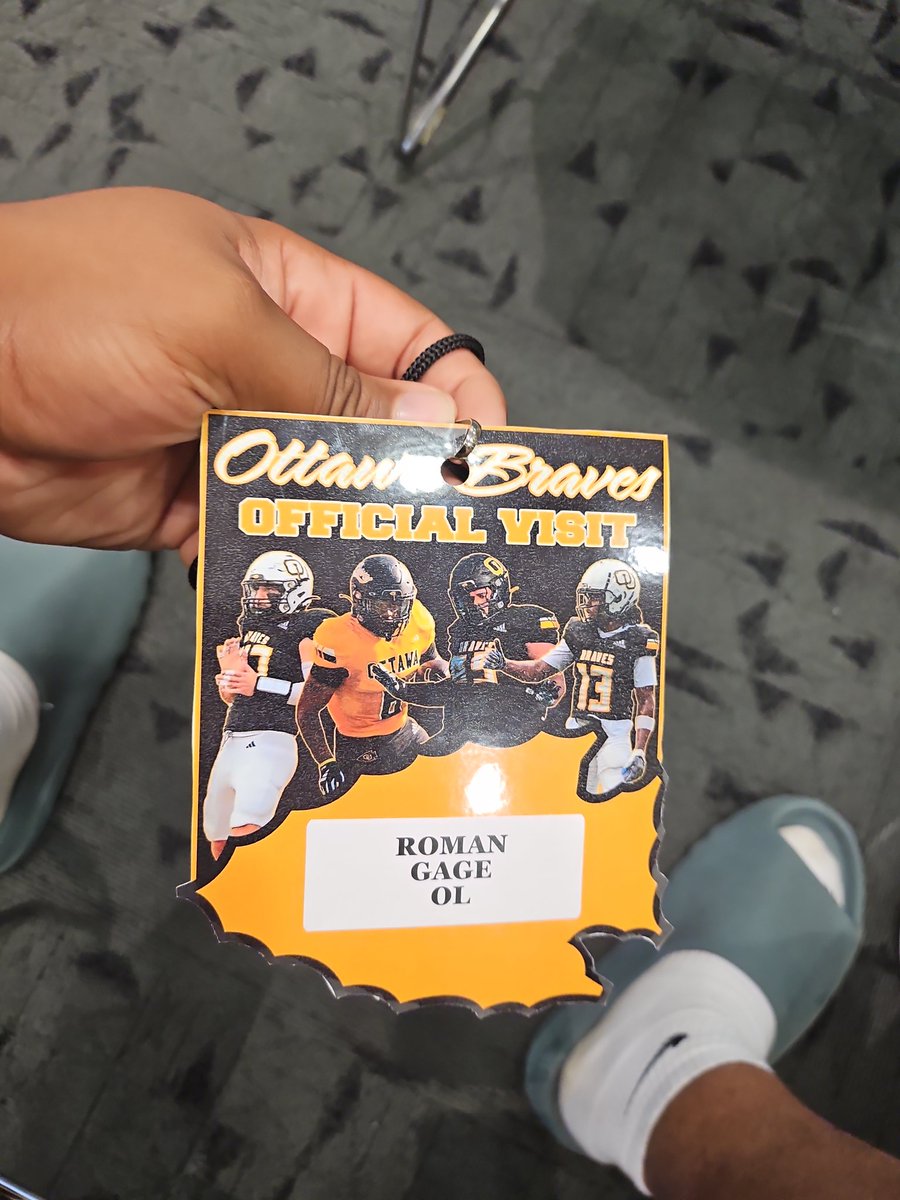 Ottawa Braves
OFFICIAL VISIT
BRAVES
13
ROMAN
GAGE
OL